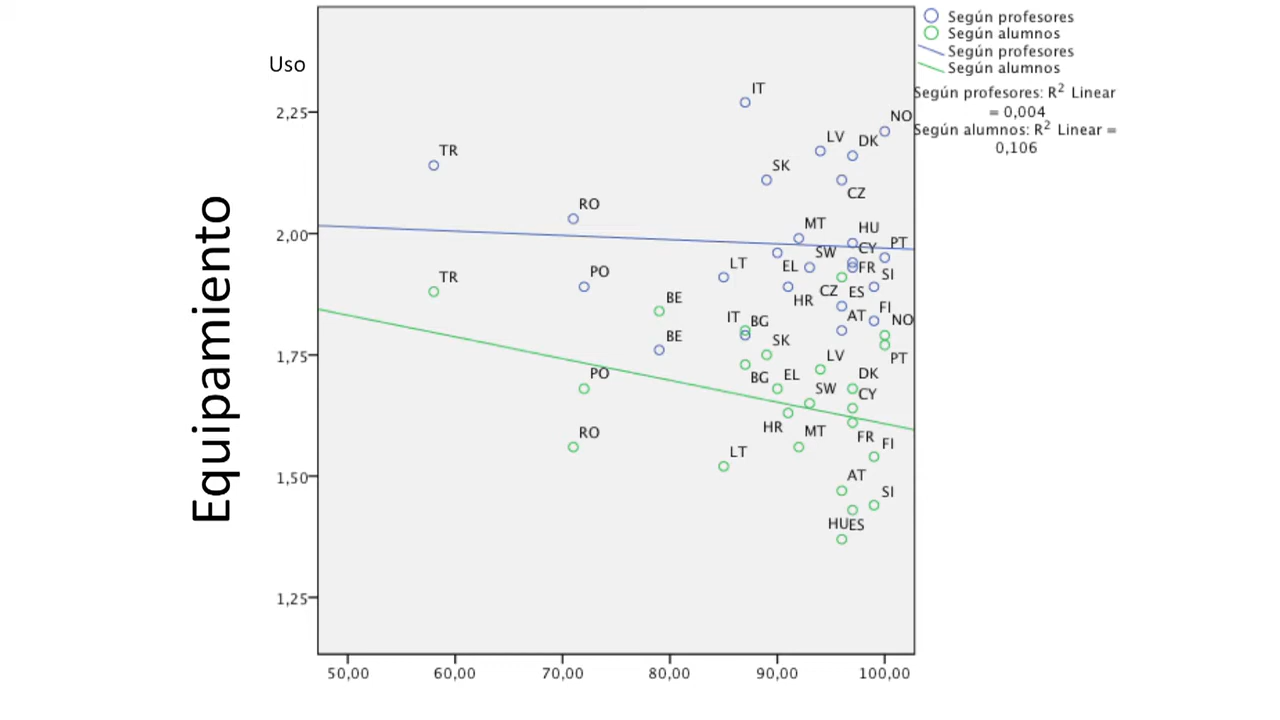 Uso
Equipamiento
2,25
2,00
1,75
1,50
1,25
50,00
60,00
70,00
80,00
90,00
100,00
Según profesores
Según alumnos
Según profesores
Según alumnos
Según profesores: R² Linear
= 0,004
Según alumnos: R² Linear =
0,106
IT
NO
LV
DK
TR
SK
CZ
RO
MT
HU
PT
CY
SW
LT
EL
FR
SI
PO
TR
CZ
ES
HR
BE
FI
AT
NO
IT
BG
BE
SK
LV
PT
PO
BG
EL
DK
SW
CY
HR
MT
RO
FR
FI
LT
AT
SI
HU
ES